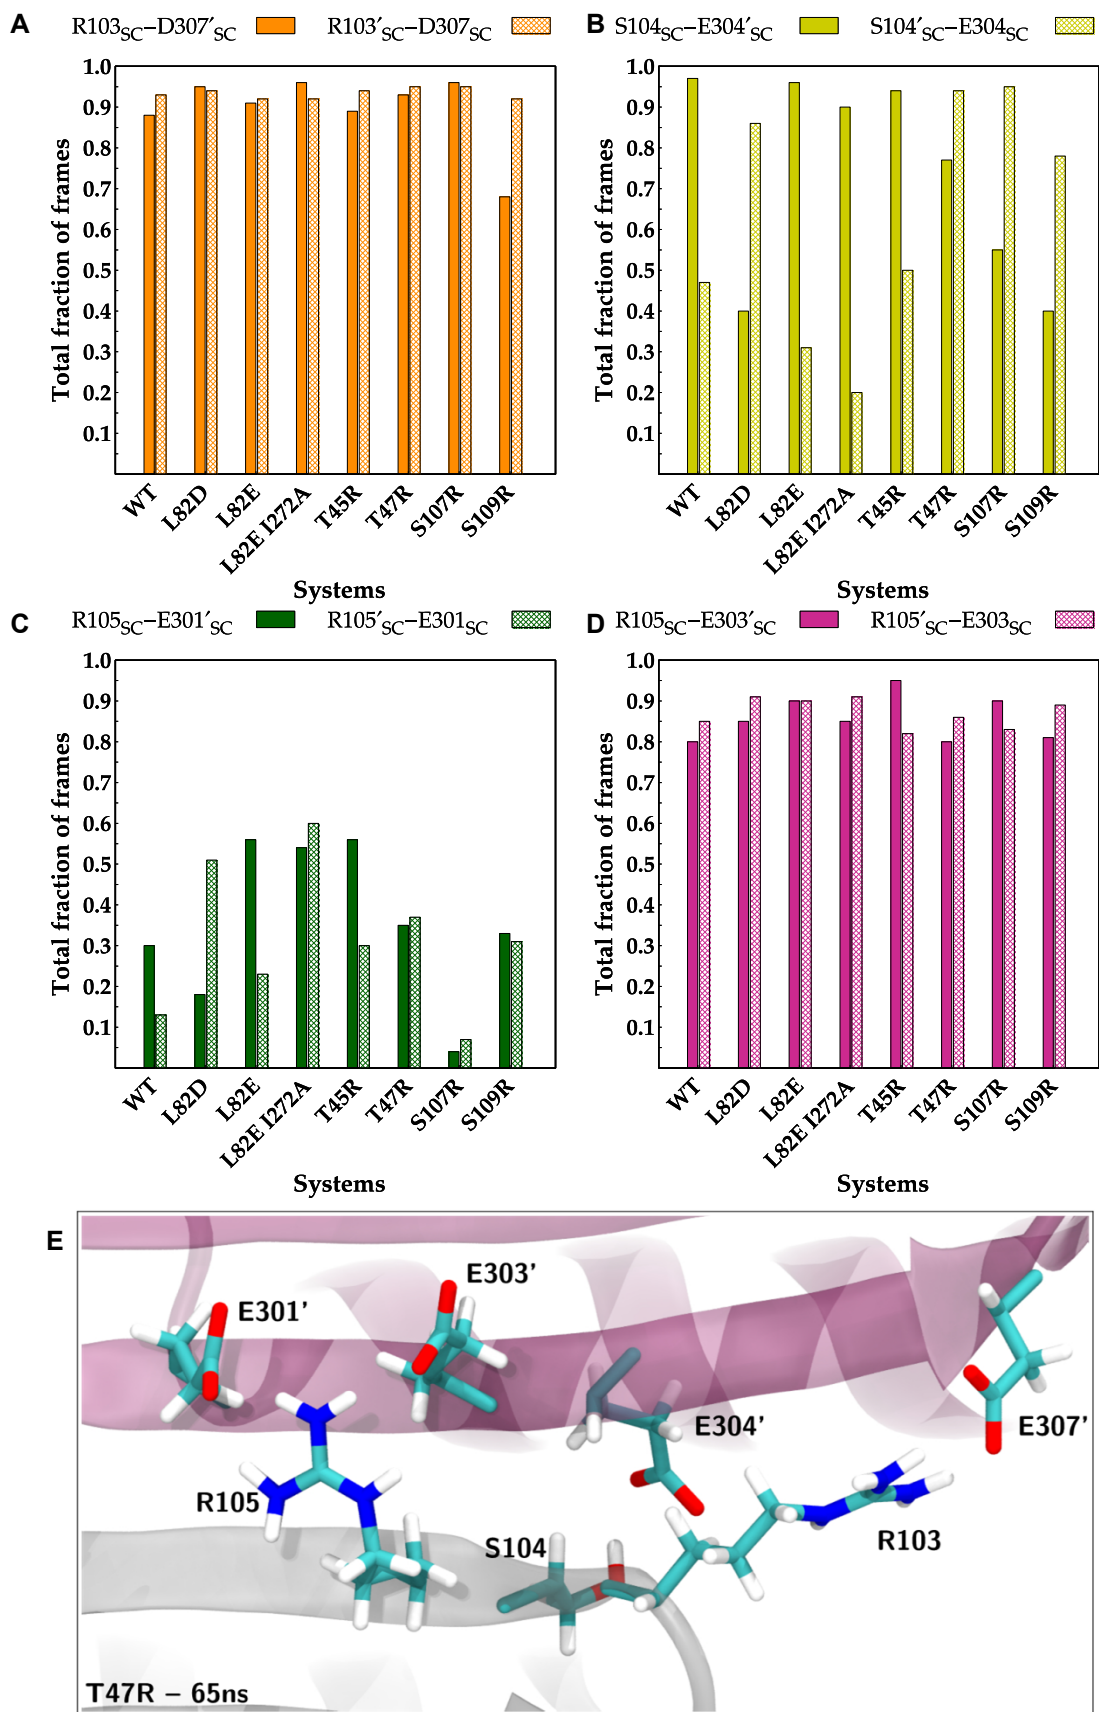 A R103SC–D307′SC R103′SC–D307SC
B S104SC–E304′SC S104′SC–E304SC
Total fraction of frames
1.0
0.9
0.8
0.7
0.6
0.5
0.4
0.3
0.2
0.1
WT L82D L82E L82E I272A T45R T47R S107R S109R
Systems
Total fraction of frames
1.0
0.9
0.8
0.7
0.6
0.5
0.4
0.3
0.2
0.1
WT L82D L82E L82E I272A T45R T47R S107R S109R
Systems
C R105SC–E301′SC R105′SC–E301SC
D R105SC–E303′SC R105′SC–E303SC
Total fraction of frames
1.0
0.9
0.8
0.7
0.6
0.5
0.4
0.3
0.2
0.1
WT L82D L82E L82E I272A T45R T47R S107R S109R
Systems
Total fraction of frames
1.0
0.9
0.8
0.7
0.6
0.5
0.4
0.3
0.2
0.1
WT L82D L82E L82E I272A T45R T47R S107R S109R
Systems
E
E303'
E301'
E304'
E307'
R105
S104
R103
T47R – 65ns